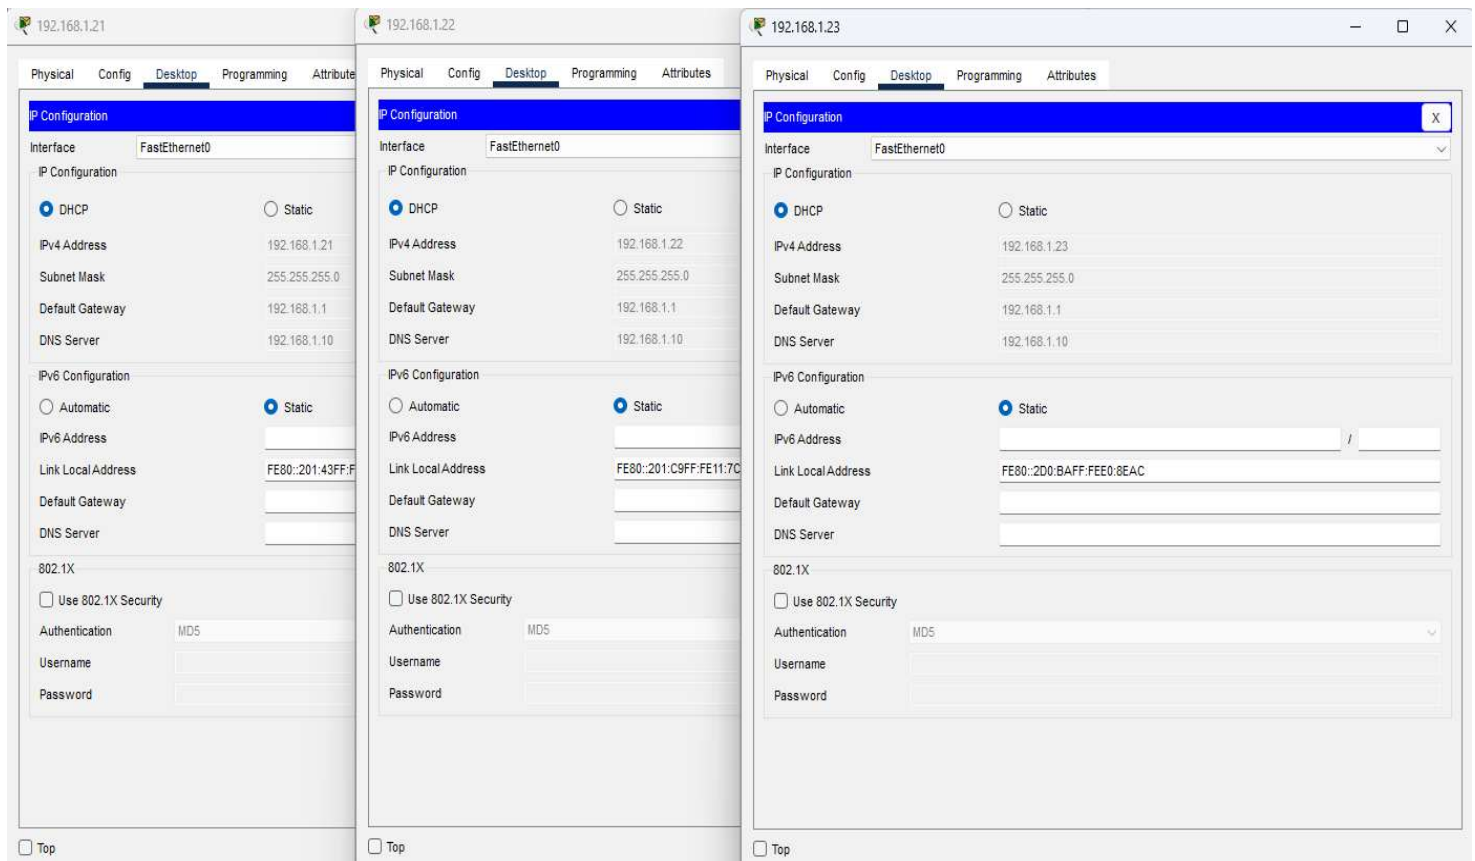 192.168.1.21
Physical Config Desktop Programming Attribute
IP Configuration
Interface FastEthernet0
IP Configuration
DHCP Static
IPv4 Address 192.168.1.21
Subnet Mask 255.255.255.0
Default Gateway 192.168.1.1
DNS Server 192.168.1.10
IPv6 Configuration
Automatic Static
IPv6 Address
Link Local Address FE80::201:43FF:F
Default Gateway
DNS Server
802.1X
Use 802.1X Security
Authentication MD5
Username
Password
Top
192.168.1.22
Physical Config Desktop Programming Attributes
IP Configuration
Interface FastEthernet0
IP Configuration
DHCP Static
IPv4 Address 192.168.1.22
Subnet Mask 255.255.255.0
Default Gateway 192.168.1.1
DNS Server 192.168.1.10
IPv6 Configuration
Automatic Static
IPv6 Address
Link Local Address FE80::201:C9FF:FE11:7C
Default Gateway
DNS Server
802.1X
Use 802.1X Security
Authentication MD5
Username
Password
Top
192.168.1.23
Physical Config Desktop Programming Attributes
IP Configuration X
Interface FastEthernet0
IP Configuration
DHCP Static
IPv4 Address 192.168.1.23
Subnet Mask 255.255.255.0
Default Gateway 192.168.1.1
DNS Server 192.168.1.10
IPv6 Configuration
Automatic Static
IPv6 Address /
Link Local Address FE80::2D0:BAFF:FEE0:8EAC
Default Gateway
DNS Server
802.1X
Use 802.1X Security
Authentication MD5
Username
Password
Top